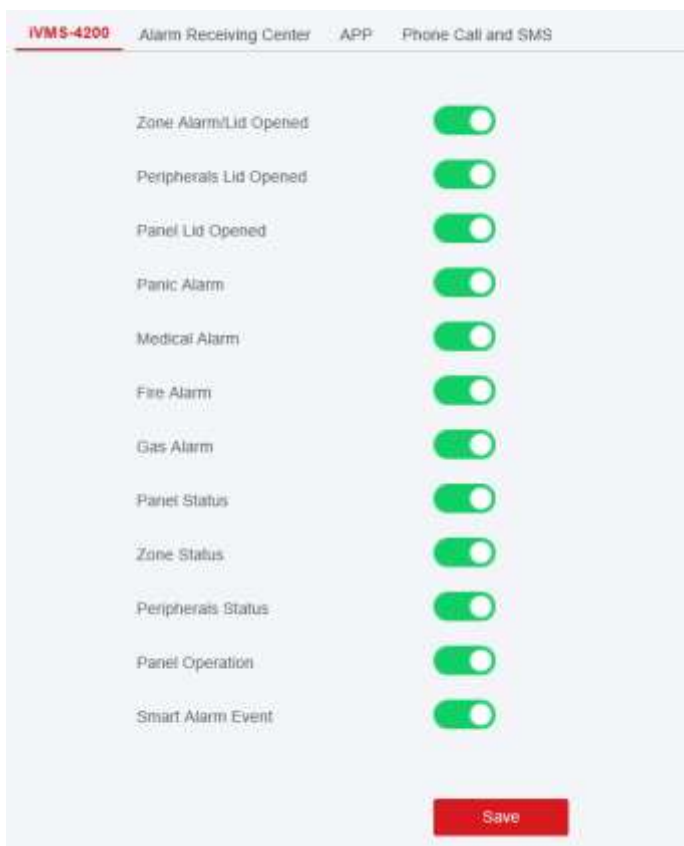 iVMS-4200 Alarm Receiving Center APP Phone Call and SMS
Zone Alarm/Lid Opened
Peripherals Lid Opened
Panel Lid Opened
Panic Alarm
Medical Alarm
Fire Alarm
Gas Alarm
Panel Status
Zone Status
Peripherals Status
Panel Operation
Smart Alarm Event
Save